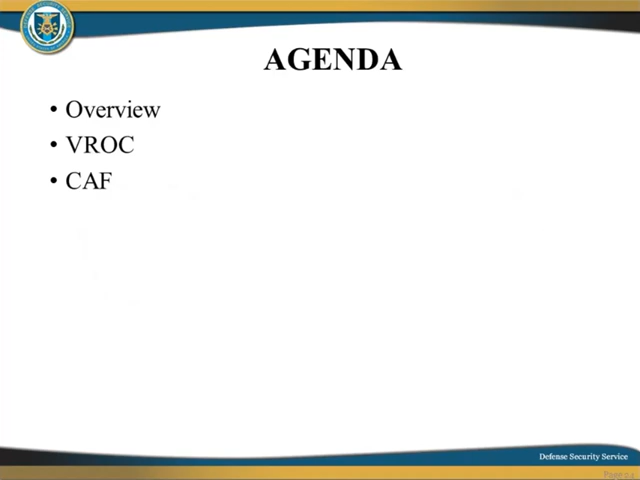 AGENDA
• Overview
• VROC
• CAF
Defense Security Service